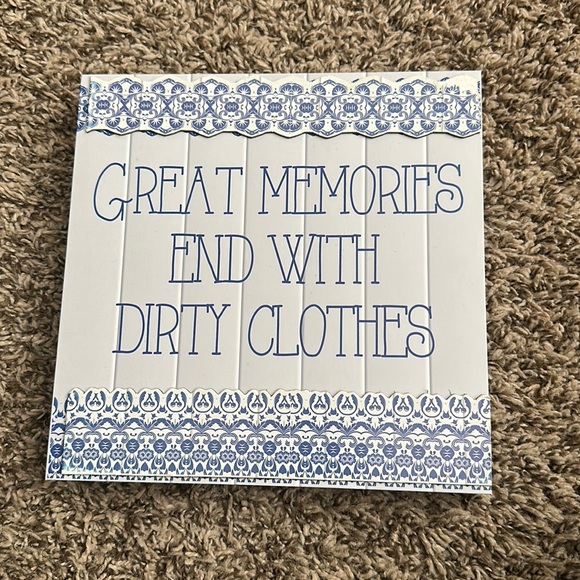 GREAT MEMORIES
END WITH
DIRTY CLOTHES